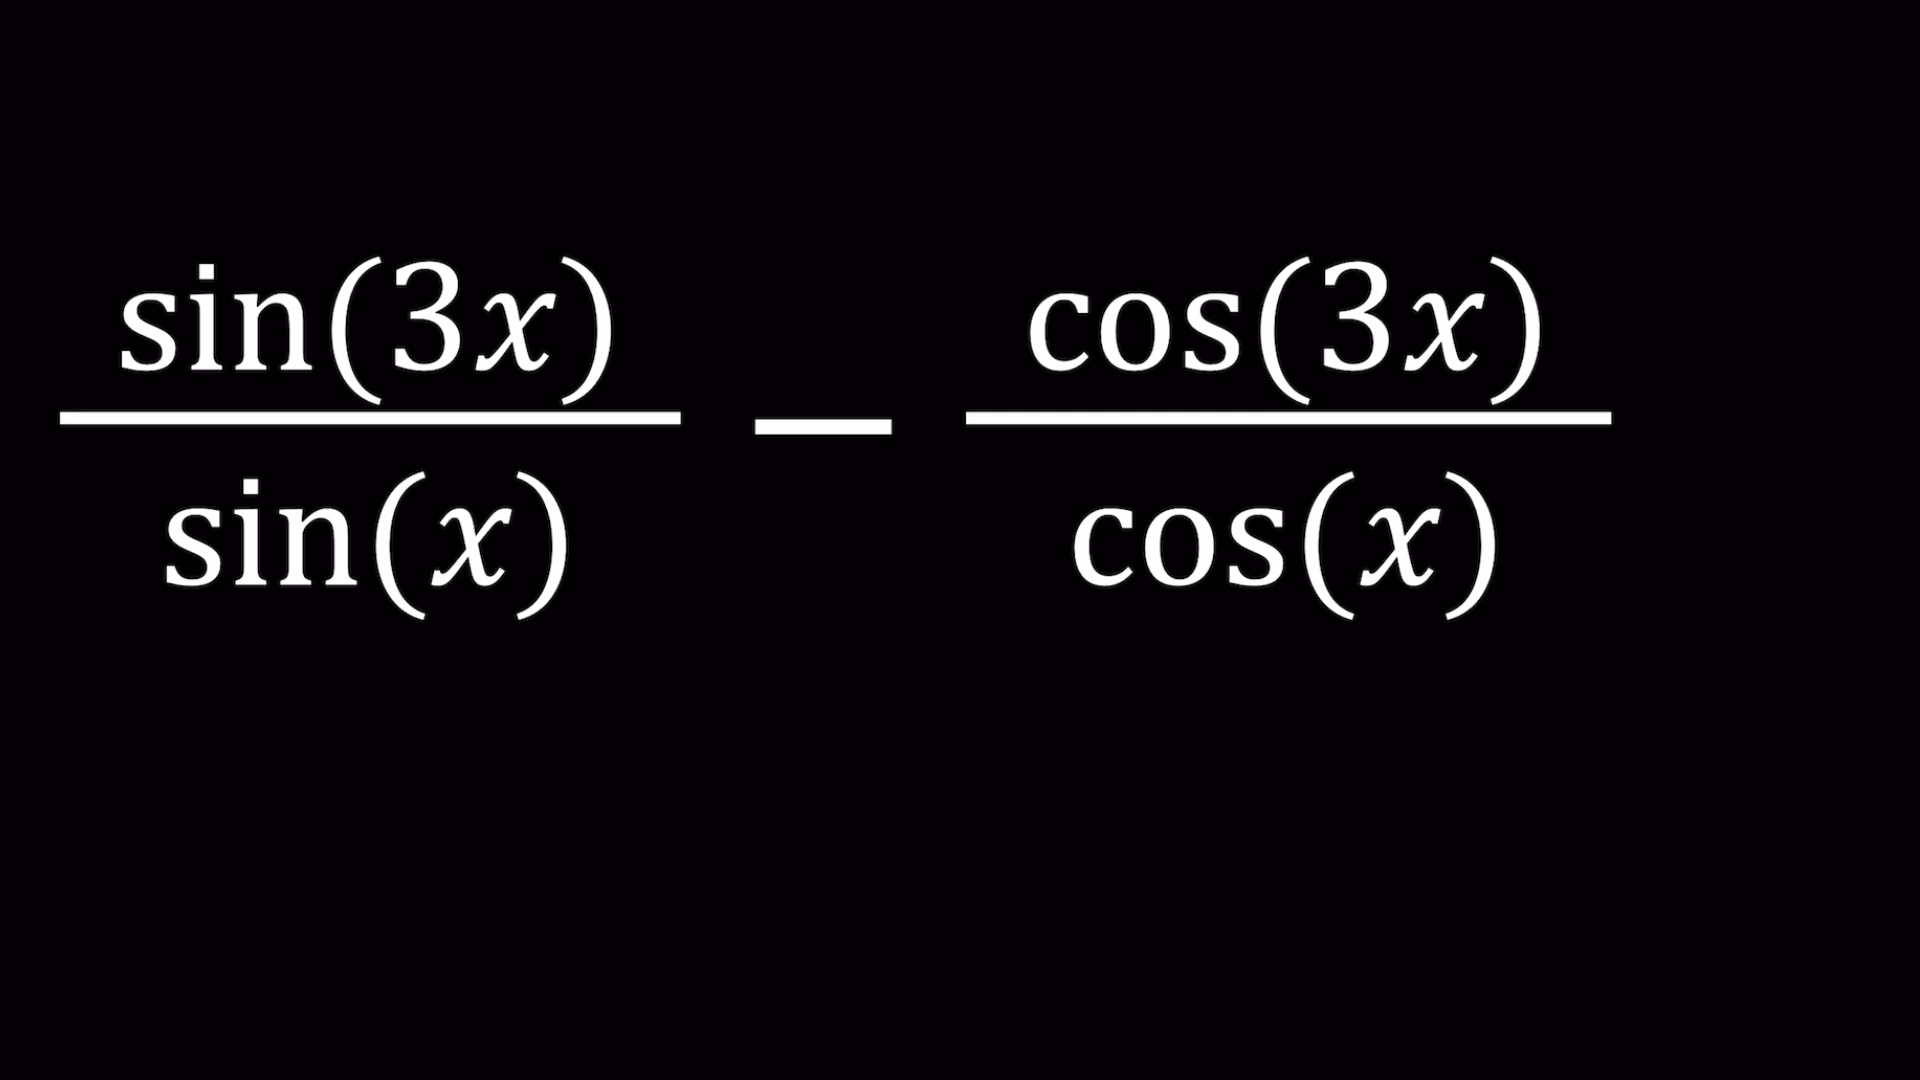 sin(3x) / sin(x) − cos(3x) / cos(x)